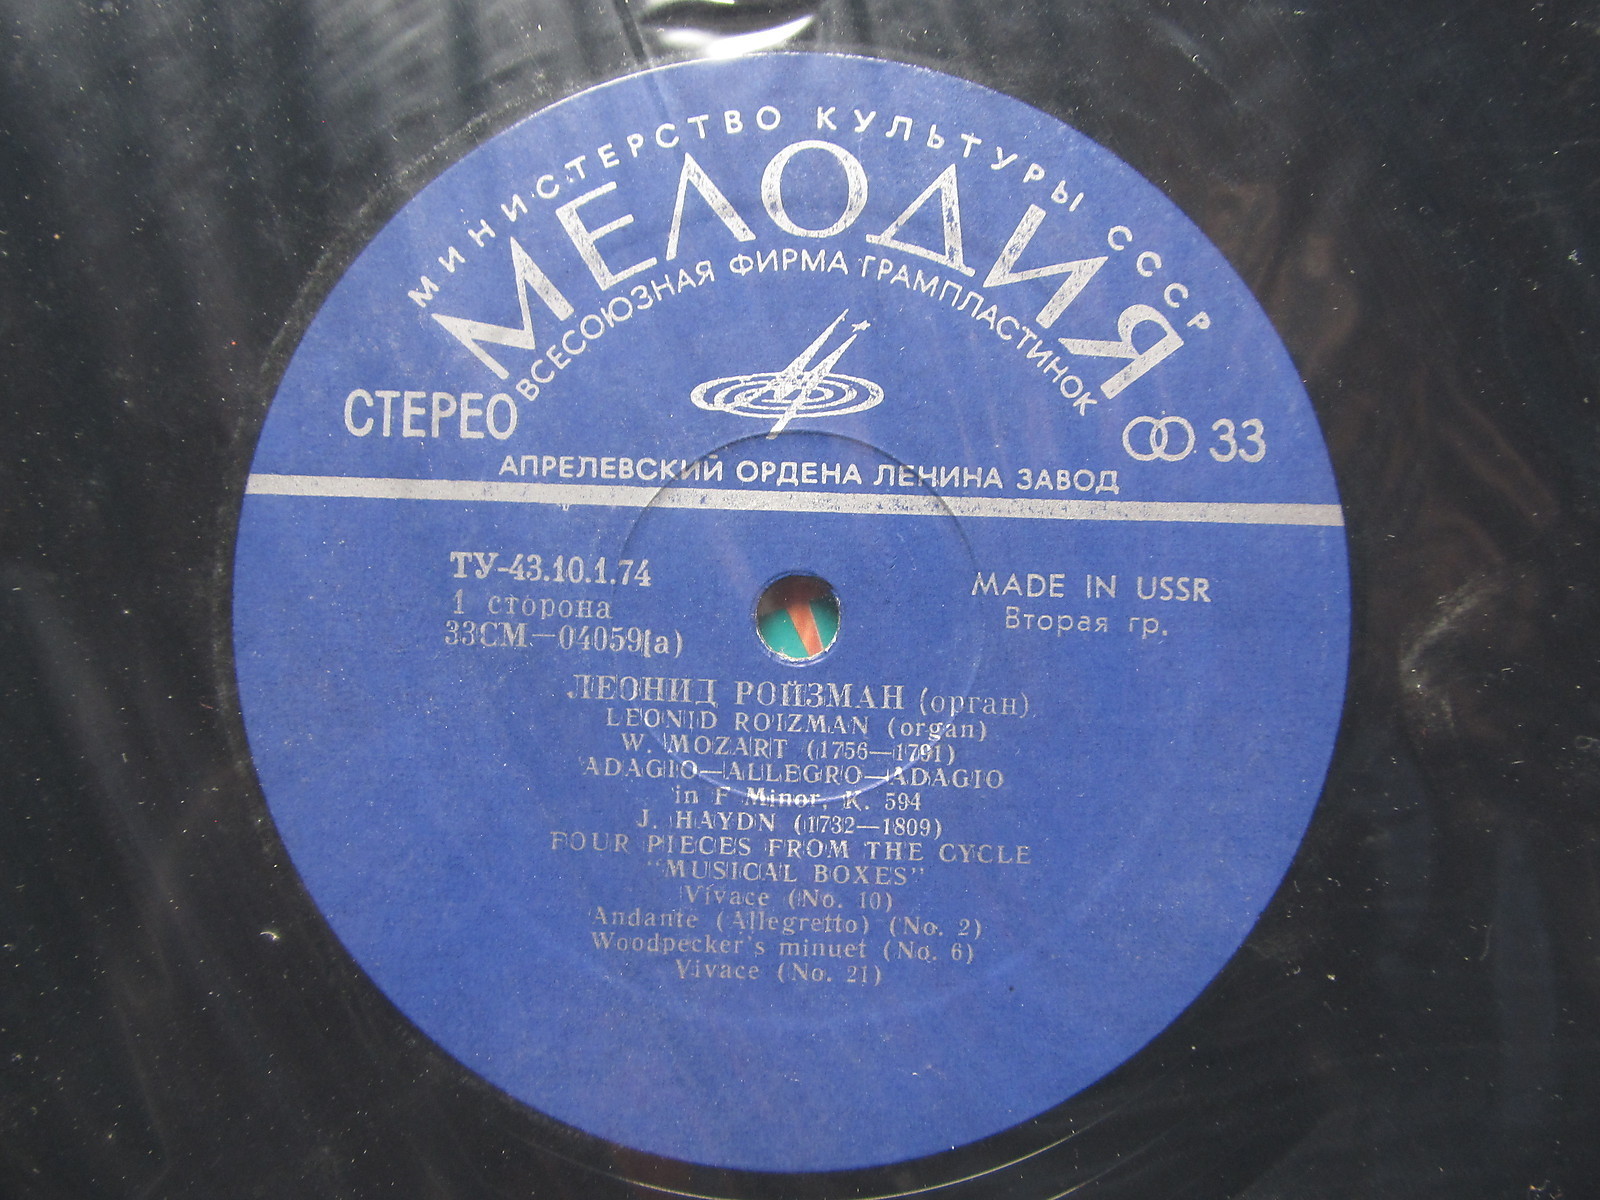 МИНИСТЕРСТВО КУЛЬТУРЫ СССР
МЕЛОДИЯ
ВСЕСОЮЗНАЯ ФИРМА ГРАМПЛАСТИНОК
СТЕРЕО
33
АПРЕЛЕВСКИЙ ОРДЕНА ЛЕНИНА ЗАВОД
ТУ-43.10.1.74
1 сторона
33СМ—04059(а)
MADE IN USSR
Вторая гр.
ЛЕОНИД РОЙЗМАН (орган)
LEONID ROIZMAN (organ)
W. MOZART (1756—1791)
ADAGIO—ALLEGRO—ADAGIO
in F Minor, K. 594
J. HAYDN (1732—1809)
FOUR PIECES FROM THE CYCLE
"MUSICAL BOXES"
Vivace (No. 10)
Andante (Allegretto) (No. 2)
Woodpecker's minuet (No. 6)
Vivace (No. 21)